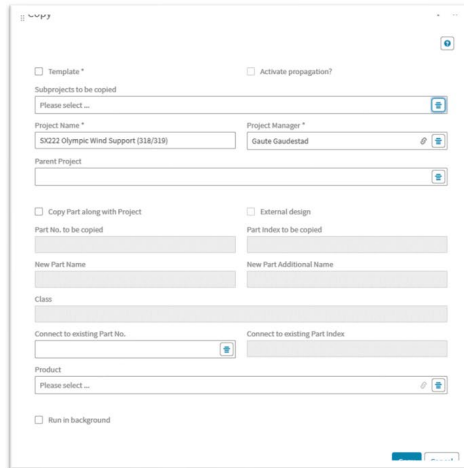 Copy
Template *
Activate propagation?
Subprojects to be copied
Please select ...
Project Name *
Project Manager *
SX222 Olympic Wind Support (318/319)
Gaute Gaudestad
Parent Project
Copy Part along with Project
External design
Part No. to be copied
Part Index to be copied
New Part Name
New Part Additional Name
Class
Connect to existing Part No.
Connect to existing Part Index
Product
Please select ...
Run in background